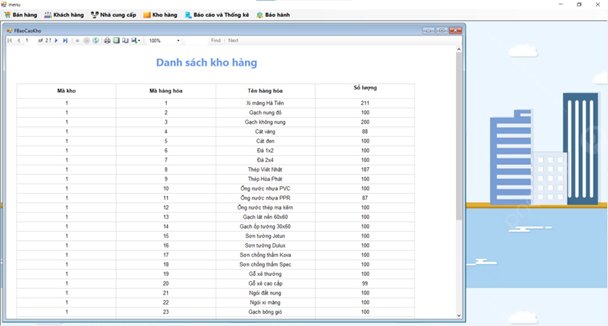 menu
Bán hàng Khách hàng Nhà cung cấp Kho hàng Báo cáo và Thống kê Bảo hành
FBaoCaoKho
1 of 2? 100% Find | Next
Danh sách kho hàng
Mã kho Mã hàng hóa Tên hàng hóa Số lượng
1 1 Xi măng Hà Tiên 211
1 2 Gạch nung đỏ 100
1 3 Gạch không nung 200
1 4 Cát vàng 88
1 5 Cát đen 100
1 6 Đá 1x2 100
1 7 Đá 2x4 100
1 8 Thép Việt Nhật 187
1 9 Thép Hòa Phát 100
1 10 Ống nước nhựa PVC 100
1 11 Ống nước nhựa PPR 87
1 12 Ống nước thép mạ kẽm 100
1 13 Gạch lát nền 60x60 100
1 14 Gạch ốp tường 30x60 100
1 15 Sơn tường Jotun 100
1 16 Sơn tường Dulux 100
1 17 Sơn chống thấm Kova 100
1 18 Sơn chống thấm Spec 100
1 19 Gỗ xẻ thường 100
1 20 Gỗ xẻ cao cấp 99
1 21 Ngói đất nung 100
1 22 Ngói xi măng 100
1 23 Gạch bông gió 100